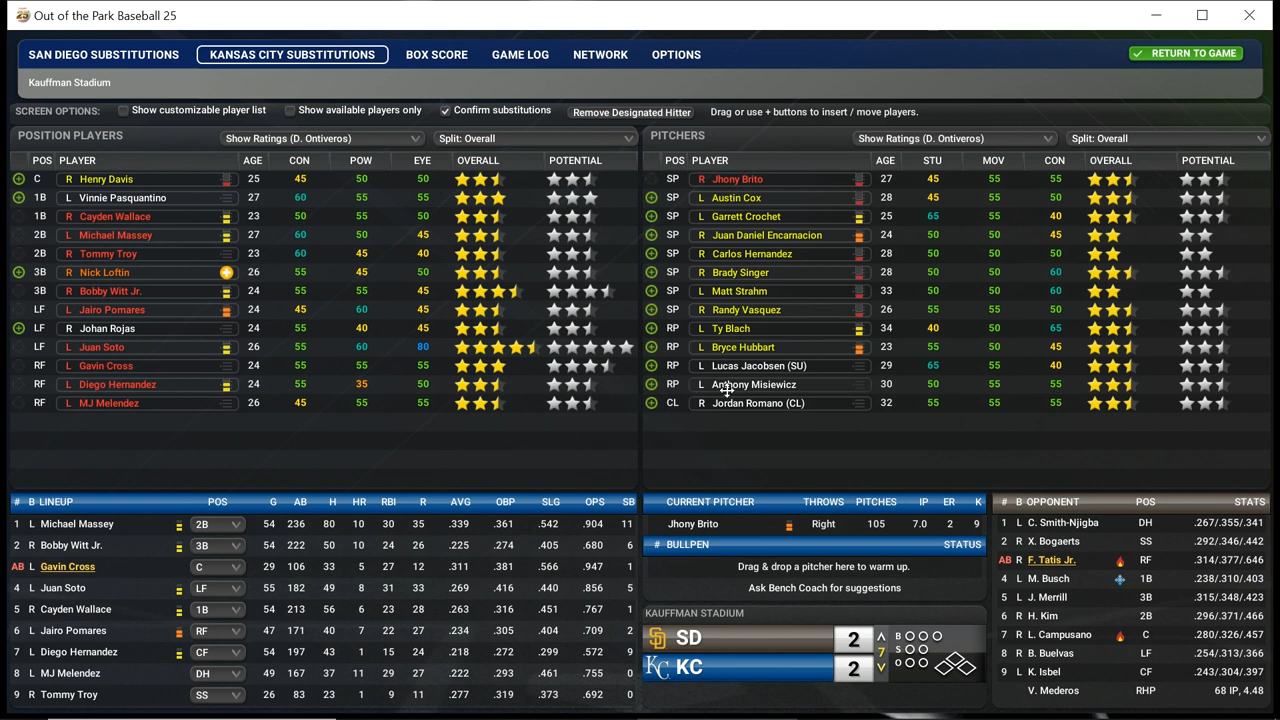 Out of the Park Baseball 25
SAN DIEGO SUBSTITUTIONS KANSAS CITY SUBSTITUTIONS BOX SCORE GAME LOG NETWORK OPTIONS RETURN TO GAME
Kauffman Stadium
SCREEN OPTIONS: Show customizable player list Show available players only Confirm substitutions Remove Designated Hitter Drag or use + buttons to insert / move players.
POSITION PLAYERS Show Ratings (D. Ontiveros) Split: Overall
POS PLAYER AGE CON POW EYE OVERALL POTENTIAL
C R Henry Davis 25 45 50 50
1B L Vinnie Pasquantino 27 60 55 55
1B R Cayden Wallace 23 50 55 50
2B L Michael Massey 27 60 50 45
2B R Tommy Troy 23 60 45 40
3B R Nick Loftin 26 55 45 50
3B R Bobby Witt Jr. 24 55 55 45
LF L Jairo Pomares 24 45 60 45
LF R Johan Rojas 24 55 40 45
LF L Juan Soto 26 55 60 80
RF L Gavin Cross 24 55 55 55
RF L Diego Hernandez 24 55 35 50
RF L MJ Melendez 26 45 55 55
PITCHERS Show Ratings (D. Ontiveros) Split: Overall
POS PLAYER AGE STU MOV CON OVERALL POTENTIAL
SP R Jhony Brito 27 45 55 55
SP L Austin Cox 28 45 55 50
SP L Garrett Crochet 25 65 55 40
SP R Juan Daniel Encarnacion 24 50 50 45
SP R Carlos Hernandez 28 50 50 50
SP R Brady Singer 28 50 50 60
SP L Matt Strahm 33 50 50 60
SP R Randy Vasquez 26 55 50 50
RP L Ty Blach 34 40 50 65
RP L Bryce Hubbart 23 55 50 45
RP L Lucas Jacobsen (SU) 29 65 55 40
RP L Anthony Misiewicz 30 50 55 55
CL R Jordan Romano (CL) 32 55 55 50
# B LINEUP POS G AB H HR RBI R AVG OBP SLG OPS SB
1 L Michael Massey 2B 54 236 80 10 30 35 .339 .361 .542 .904 11
2 R Bobby Witt Jr. 3B 54 222 50 10 24 26 .225 .274 .405 .680 6
AB L Gavin Cross C 29 106 33 5 27 12 .311 .381 .566 .947 1
4 L Juan Soto LF 55 182 49 8 31 33 .269 .416 .440 .856 5
5 R Cayden Wallace 1B 54 213 56 6 23 28 .263 .316 .451 .767 1
6 L Jairo Pomares RF 47 171 40 7 22 27 .234 .305 .404 .709 2
7 L Diego Hernandez CF 54 197 43 1 15 24 .218 .272 .299 .572 9
8 L MJ Melendez DH 49 167 37 11 29 27 .222 .293 .461 .755 0
9 R Tommy Troy SS 26 83 23 1 9 11 .277 .319 .373 .692 0
CURRENT PITCHER THROWS PITCHES IP ER K
Jhony Brito Right 105 7.0 2 9
# BULLPEN STATUS
Drag & drop a pitcher here to warm up.
Ask Bench Coach for suggestions
KAUFFMAN STADIUM
SD SD 2 7 B
S
KC KC 2 O
# B OPPONENT POS STATS
1 L C. Smith-Njigba DH .267/.355/.341
2 R X. Bogaerts SS .292/.346/.442
AB R F. Tatis Jr. RF .314/.377/.646
4 L M. Busch 1B .238/.310/.403
5 L J. Merrill 3B .315/.348/.423
6 R H. Kim 2B .296/.371/.466
7 R L. Campusano C .280/.326/.457
8 R B. Buelvas LF .254/.313/.366
9 L K. Isbel CF .243/.304/.397
V. Mederos RHP 68 IP, 4.48